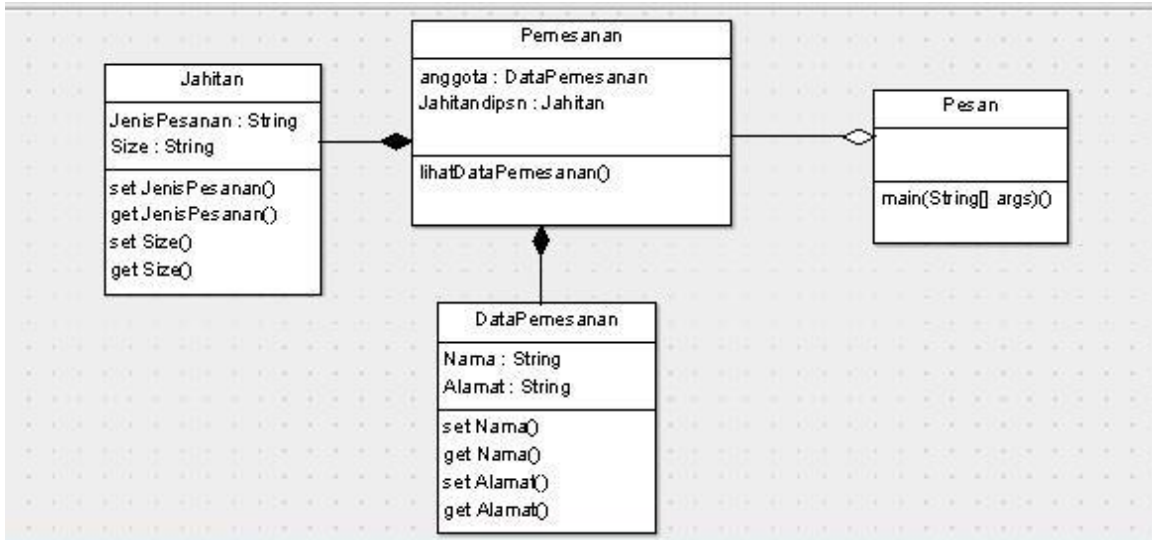 Jahitan
JenisPesanan : String
Size : String
set JenisPesanan()
get JenisPesanan()
set Size()
get Size()
Pemesanan
anggota : DataPemesanan
Jahitandipsn : Jahitan
lihatDataPemesanan()
Pesan
main(String[] args)()
DataPemesanan
Nama : String
Alamat : String
set Nama()
get Nama()
set Alamat()
get Alamat()